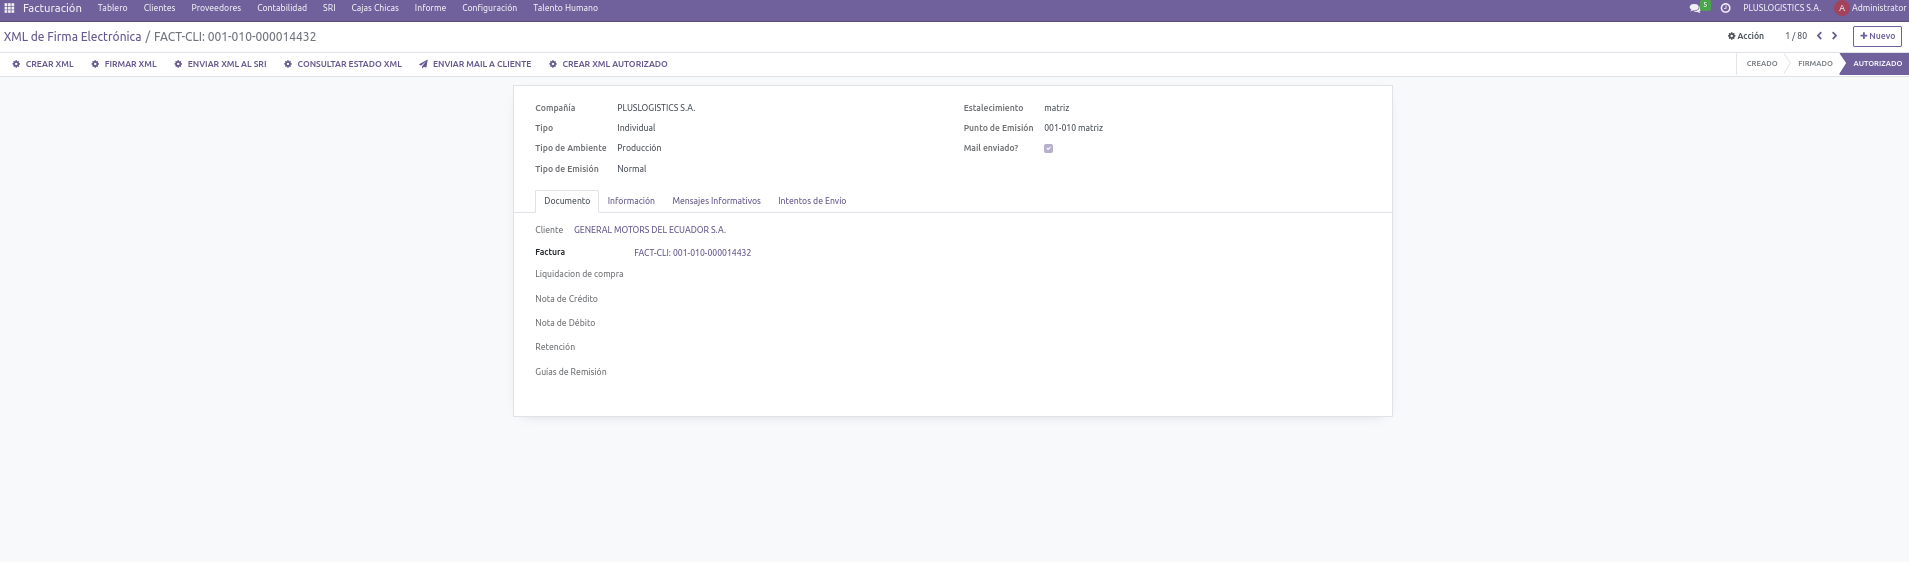 Facturación Tablero Clientes Proveedores Contabilidad SRI Cajas Chicas Informe Configuración Talento Humano 5 PLUSLOGISTICS S.A. A Administrator
XML de Firma Electrónica / FACT-CLI: 001-010-000014432 Acción 1 / 80 Nuevo
CREAR XML FIRMAR XML ENVIAR XML AL SRI CONSULTAR ESTADO XML ENVIAR MAIL A CLIENTE CREAR XML AUTORIZADO CREADO FIRMADO AUTORIZADO
Compañía PLUSLOGISTICS S.A. Estalecimiento matriz
Tipo Individual Punto de Emisión 001-010 matriz
Tipo de Ambiente Producción Mail enviado?
Tipo de Emisión Normal
Documento Información Mensajes Informativos Intentos de Envío
Cliente GENERAL MOTORS DEL ECUADOR S.A.
Factura FACT-CLI: 001-010-000014432
Liquidacion de compra
Nota de Crédito
Nota de Débito
Retención
Guías de Remisión